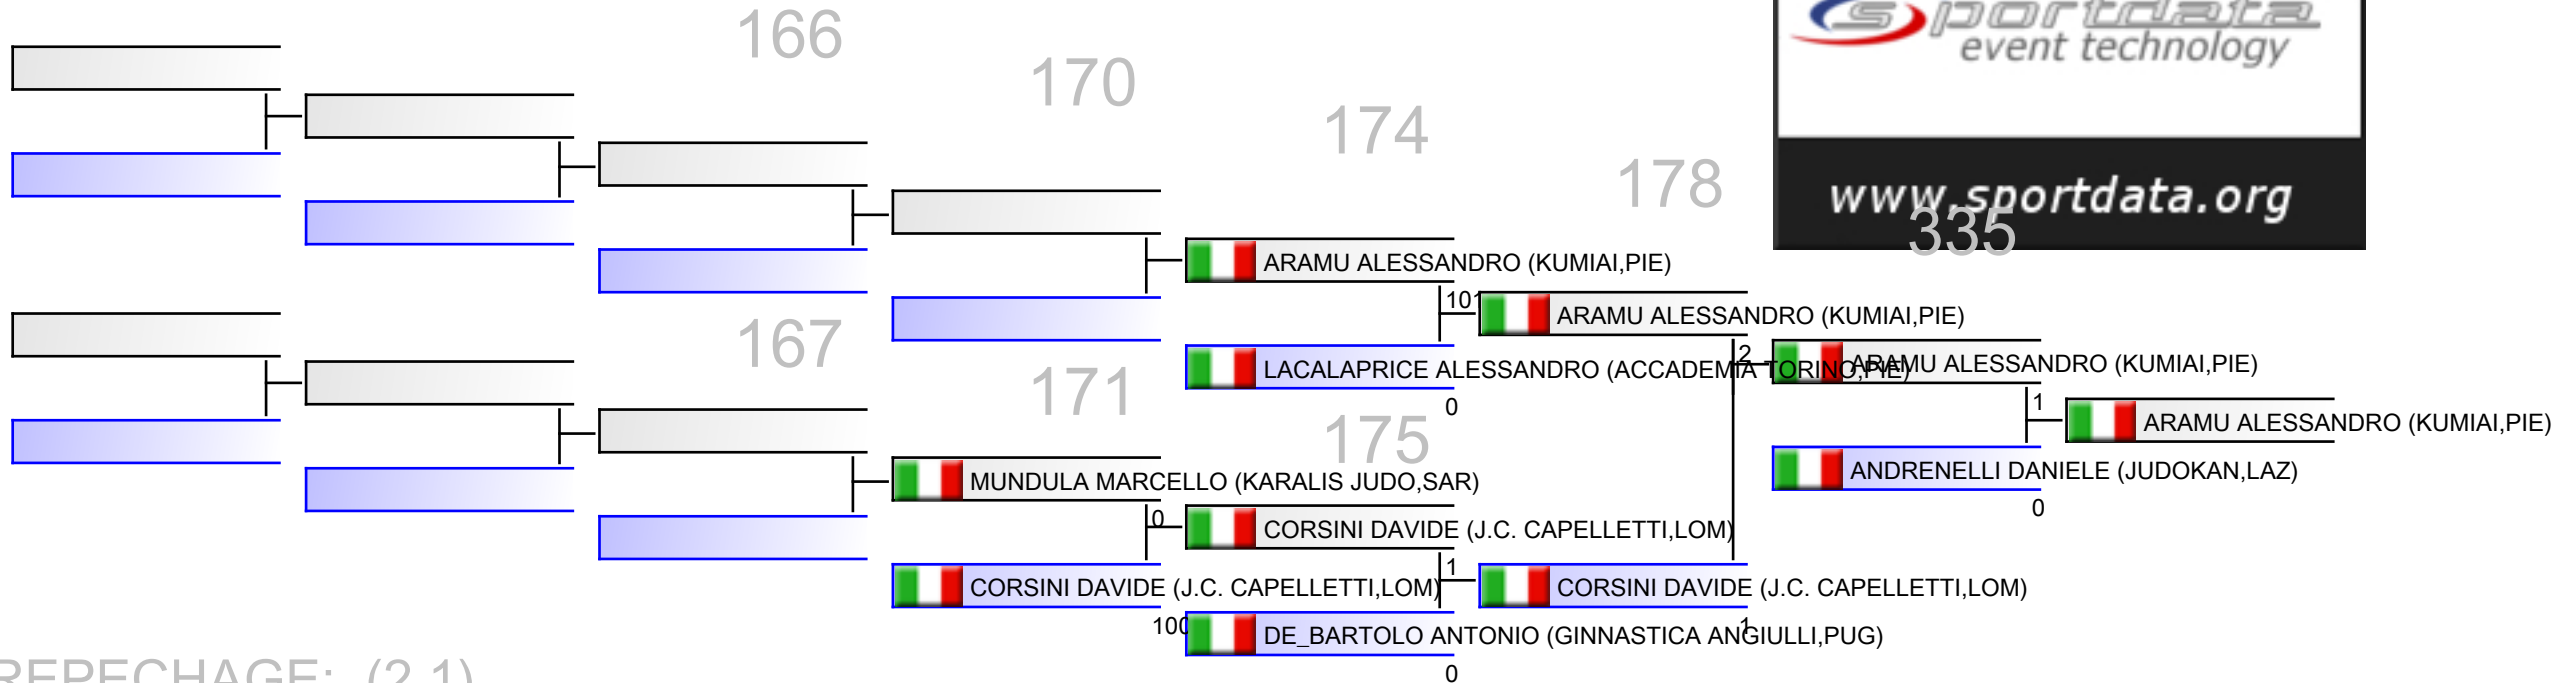 sportdata
event technology
www.sportdata.org
166
170
174
178
335
ARAMU ALESSANDRO (KUMIAI,PIE)
101
ARAMU ALESSANDRO (KUMIAI,PIE)
LACALAPRICE ALESSANDRO (ACCADEMIA TORINO,PIE)
0
2
ARAMU ALESSANDRO (KUMIAI,PIE)
1
ARAMU ALESSANDRO (KUMIAI,PIE)
ANDRENELLI DANIELE (JUDOKAN,LAZ)
0
167
171
175
MUNDULA MARCELLO (KARALIS JUDO,SAR)
0
CORSINI DAVIDE (J.C. CAPELLETTI,LOM)
CORSINI DAVIDE (J.C. CAPELLETTI,LOM)
100
1
CORSINI DAVIDE (J.C. CAPELLETTI,LOM)
1
DE_BARTOLO ANTONIO (GINNASTICA ANGIULLI,PUG)
0
REPECHAGE: (2.1)